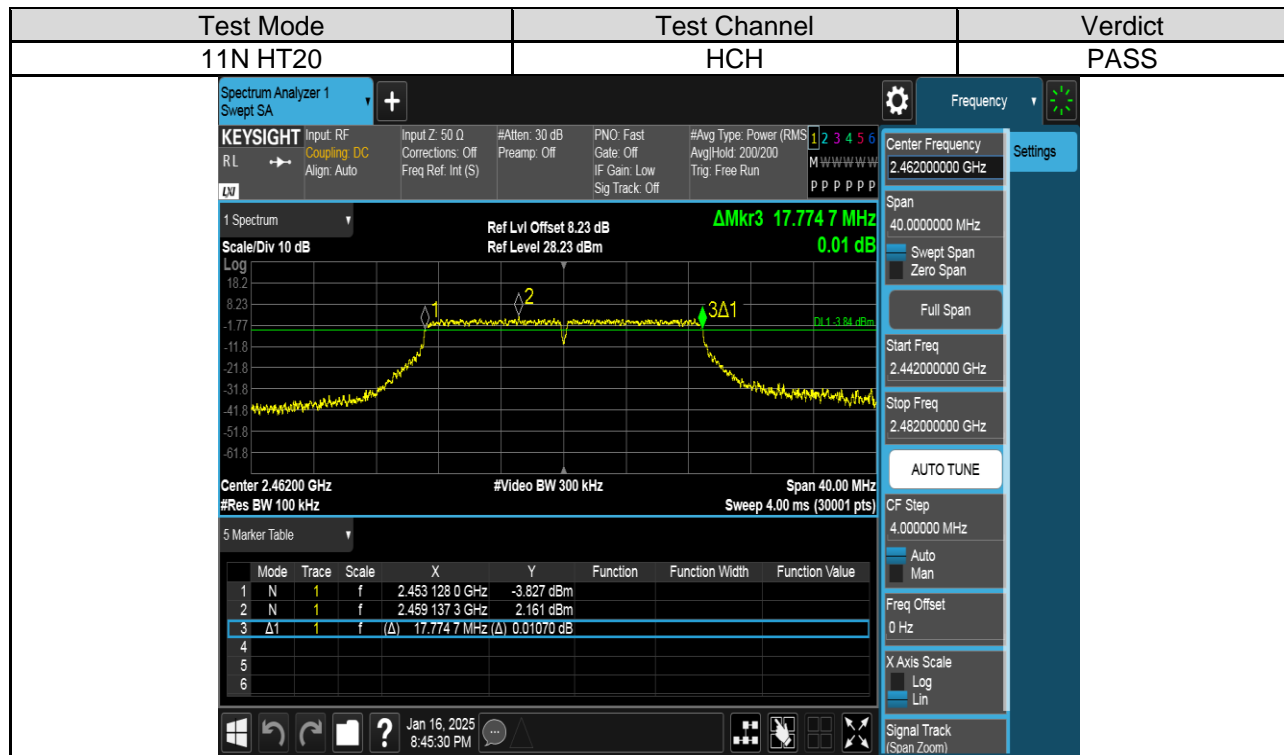 Test Mode Test Channel Verdict
11N HT20 HCH PASS
Spectrum Analyzer 1
Swept SA
+
Frequency
KEYSIGHT Input: RF Input Z: 50 Ω #Atten: 30 dB PNO: Fast #Avg Type: Power (RMS 1 2 3 4 5 6
RL Coupling: DC Corrections: Off Preamp: Off Gate: Off Avg|Hold: 200/200 M W W W W W
Align: Auto Freq Ref: Int (S) IF Gain: Low Trig: Free Run
LXI Sig Track: Off P P P P P P
Settings
Center Frequency
2.462000000 GHz
Span
40.0000000 MHz
Swept Span
Zero Span
Full Span
Start Freq
2.442000000 GHz
Stop Freq
2.482000000 GHz
AUTO TUNE
CF Step
4.000000 MHz
Auto
Man
Freq Offset
0 Hz
X Axis Scale
Log
Lin
Signal Track
(Span Zoom)
1 Spectrum Ref Lvl Offset 8.23 dB ΔMkr3 17.774 7 MHz
Scale/Div 10 dB Ref Level 28.23 dBm 0.01 dB
Log
18.2
8.23
-1.77
-11.8
-21.8
-31.8
-41.8
-51.8
-61.8
1
2
3Δ1
DL1 -3.84 dBm
Center 2.46200 GHz #Video BW 300 kHz Span 40.00 MHz
#Res BW 100 kHz Sweep 4.00 ms (30001 pts)
5 Marker Table
Mode Trace Scale X Y Function Function Width Function Value
1 N 1 f 2.453 128 0 GHz -3.827 dBm
2 N 1 f 2.459 137 3 GHz 2.161 dBm
3 Δ1 1 f (Δ) 17.774 7 MHz (Δ) 0.01070 dB
4
5
6
? Jan 16, 2025
8:45:30 PM